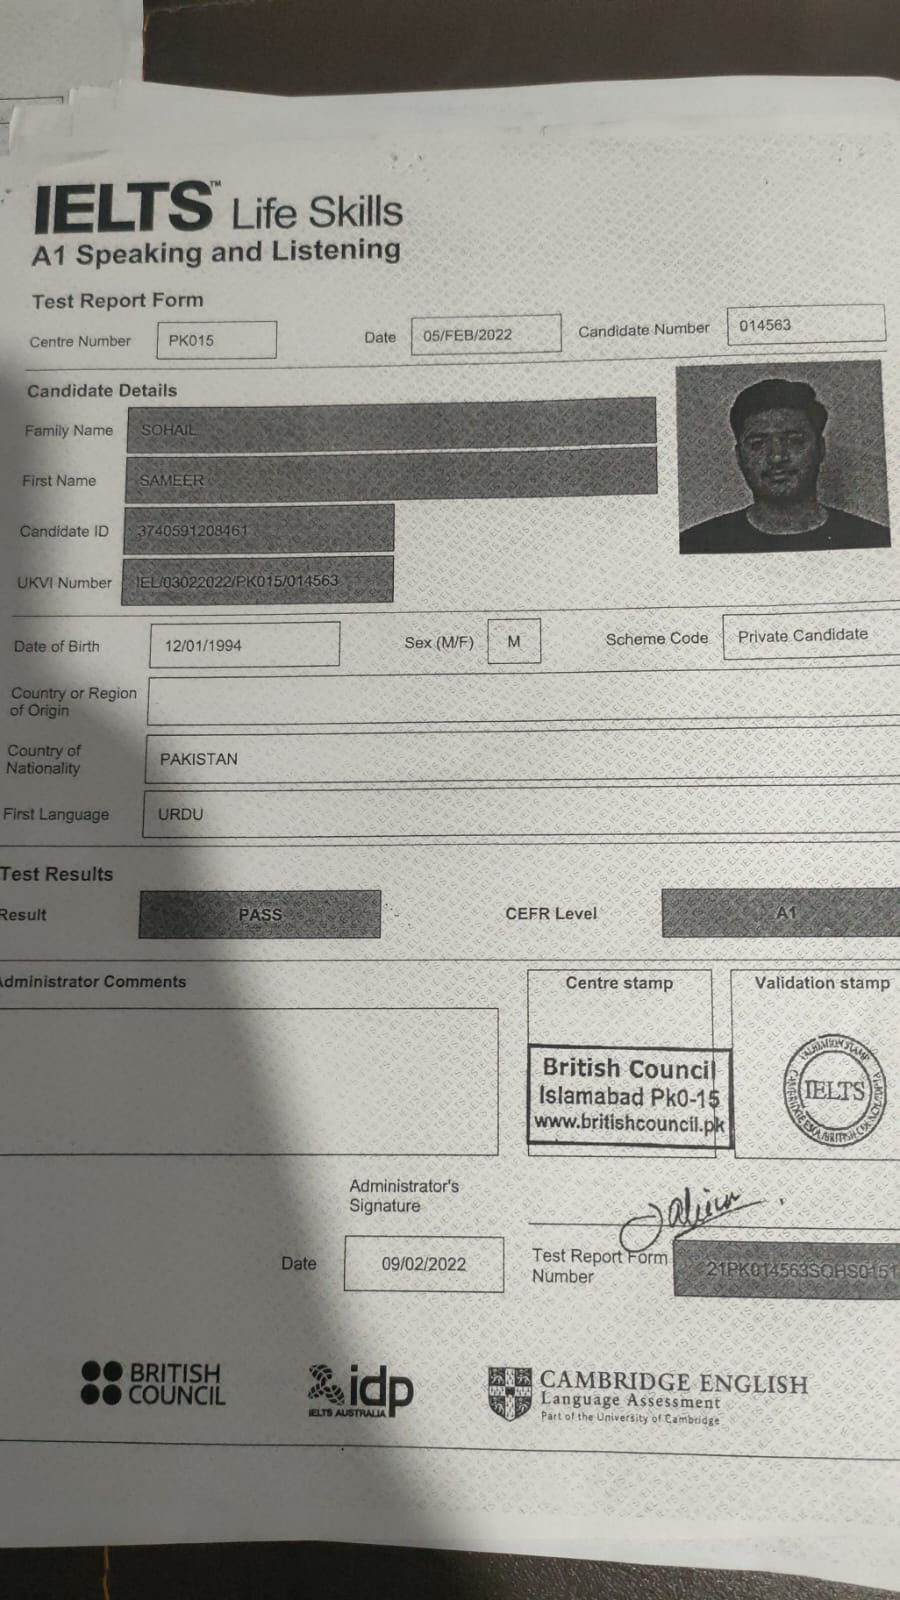 IELTS™ Life Skills
A1 Speaking and Listening
Test Report Form
Centre Number PK015 Date 05/FEB/2022 Candidate Number 014563
Candidate Details
Family Name SOHAIL
First Name SAMEER
Candidate ID 3740591208461
UKVI Number IEL/03022022/PK015/014563
Date of Birth 12/01/1994 Sex (M/F) M Scheme Code Private Candidate
Country or Region
of Origin
Country of
Nationality PAKISTAN
First Language URDU
Test Results
Result PASS CEFR Level A1
Administrator Comments
Centre stamp
Validation stamp
British Council
Islamabad Pk0-15
www.britishcouncil.pk
VALIDATION STAMP
IELTS
Administrator's
Signature
Date 09/02/2022
Test Report Form
Number 21PK014563SOHS0151
BRITISH
COUNCIL
idp
IELTS AUSTRALIA
CAMBRIDGE ENGLISH
Language Assessment
Part of the University of Cambridge